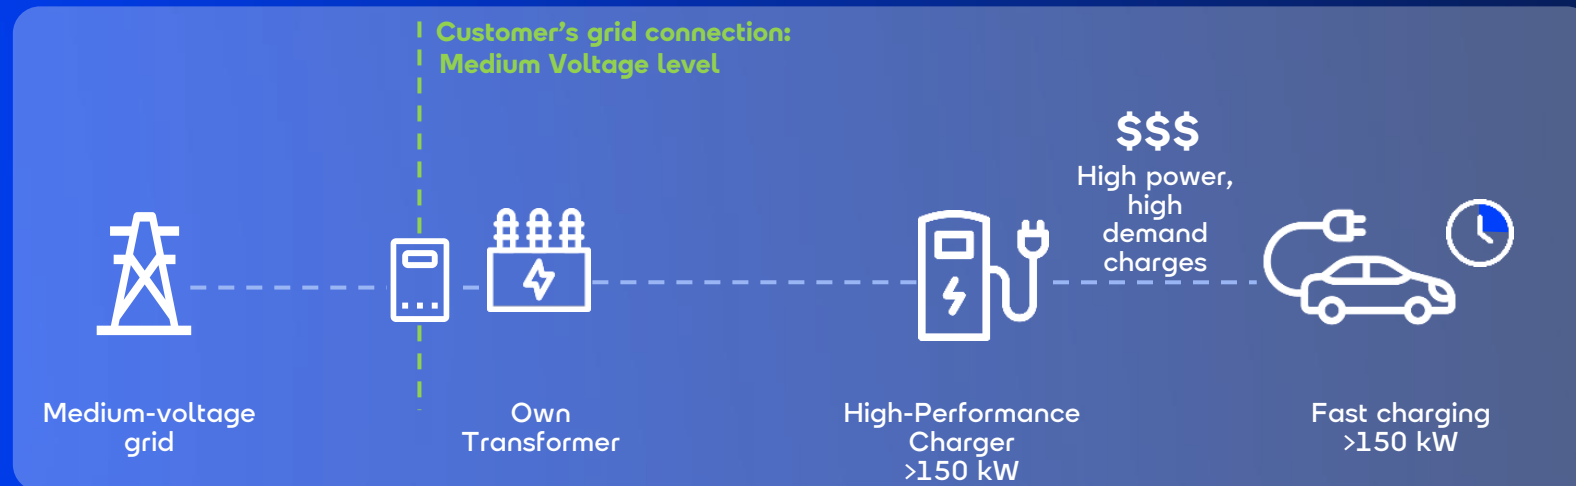 Customer's grid connection:
Medium Voltage level
$$$
High power,
high
demand
charges
Medium-voltage
grid
Own
Transformer
High-Performance
Charger
>150 kW
Fast charging
>150 kW